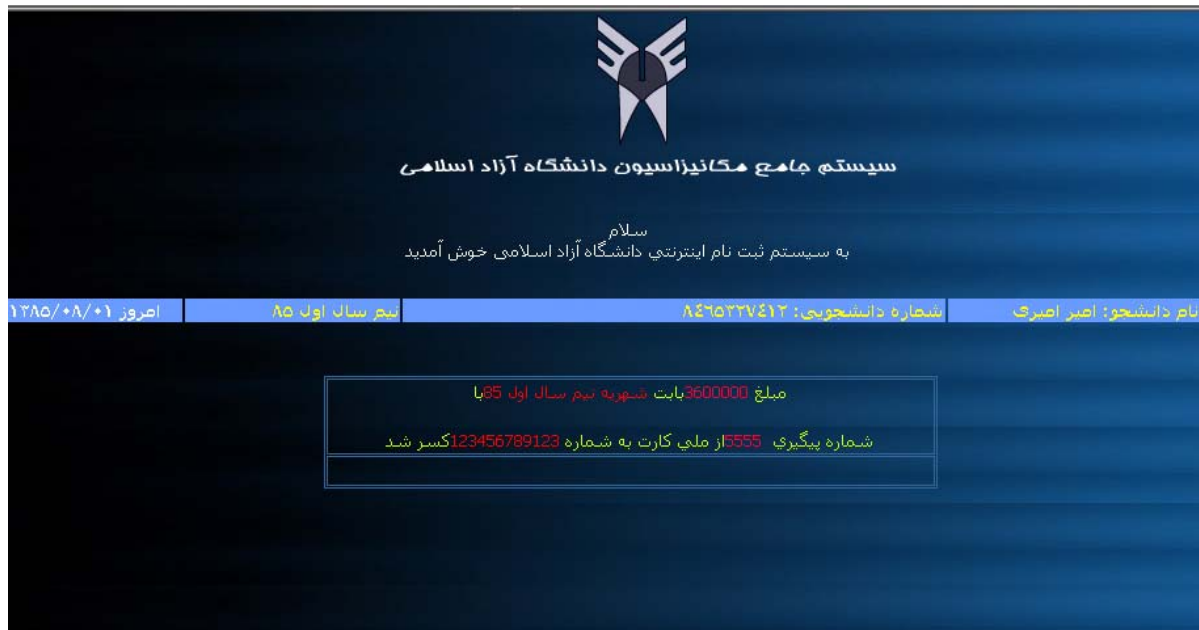 سیستم جامع مکانیزاسیون دانشگاه آزاد اسلامی
سلام
به سیستم ثبت نام اینترنتي دانشگاه آزاد اسلامی خوش آمدید
نام دانشجو: امیر امیری شماره دانشجویی: ۸٤٦٥۳۲۷٤۱۲ نیم سال اول ۸۵ امروز ۱۳۸۵/۰۸/۰۱
مبلغ 3600000بابت شهریه نیم سال اول 85با
شماره پیگیري 5555از ملي کارت به شماره 123456789123کسر شد